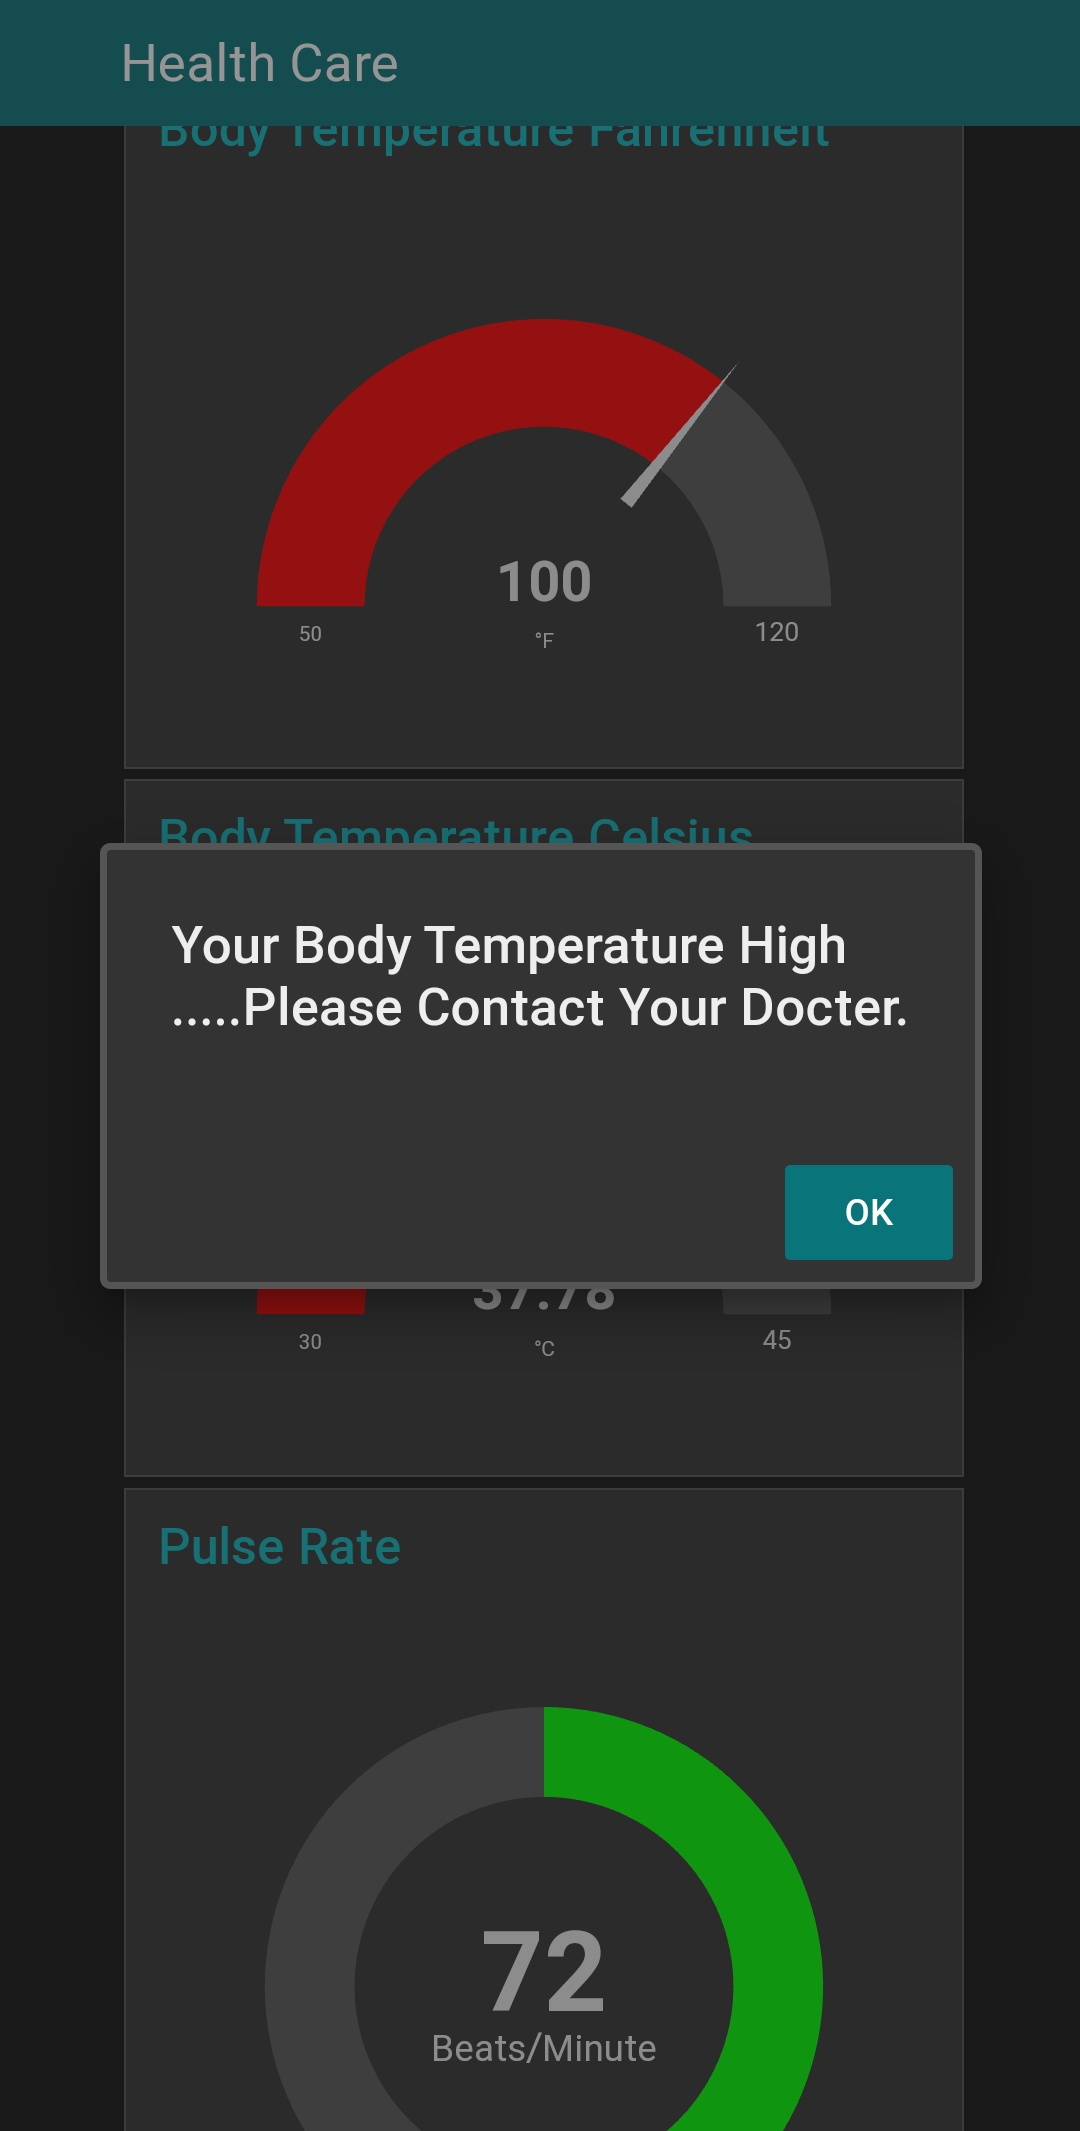 Health Care
Body Temperature Fahrenheit
100
50
°F
120
Body Temperature Celsius
Your Body Temperature High
.....Please Contact Your Docter.
OK
37.78
30
°C
45
Pulse Rate
72
Beats/Minute